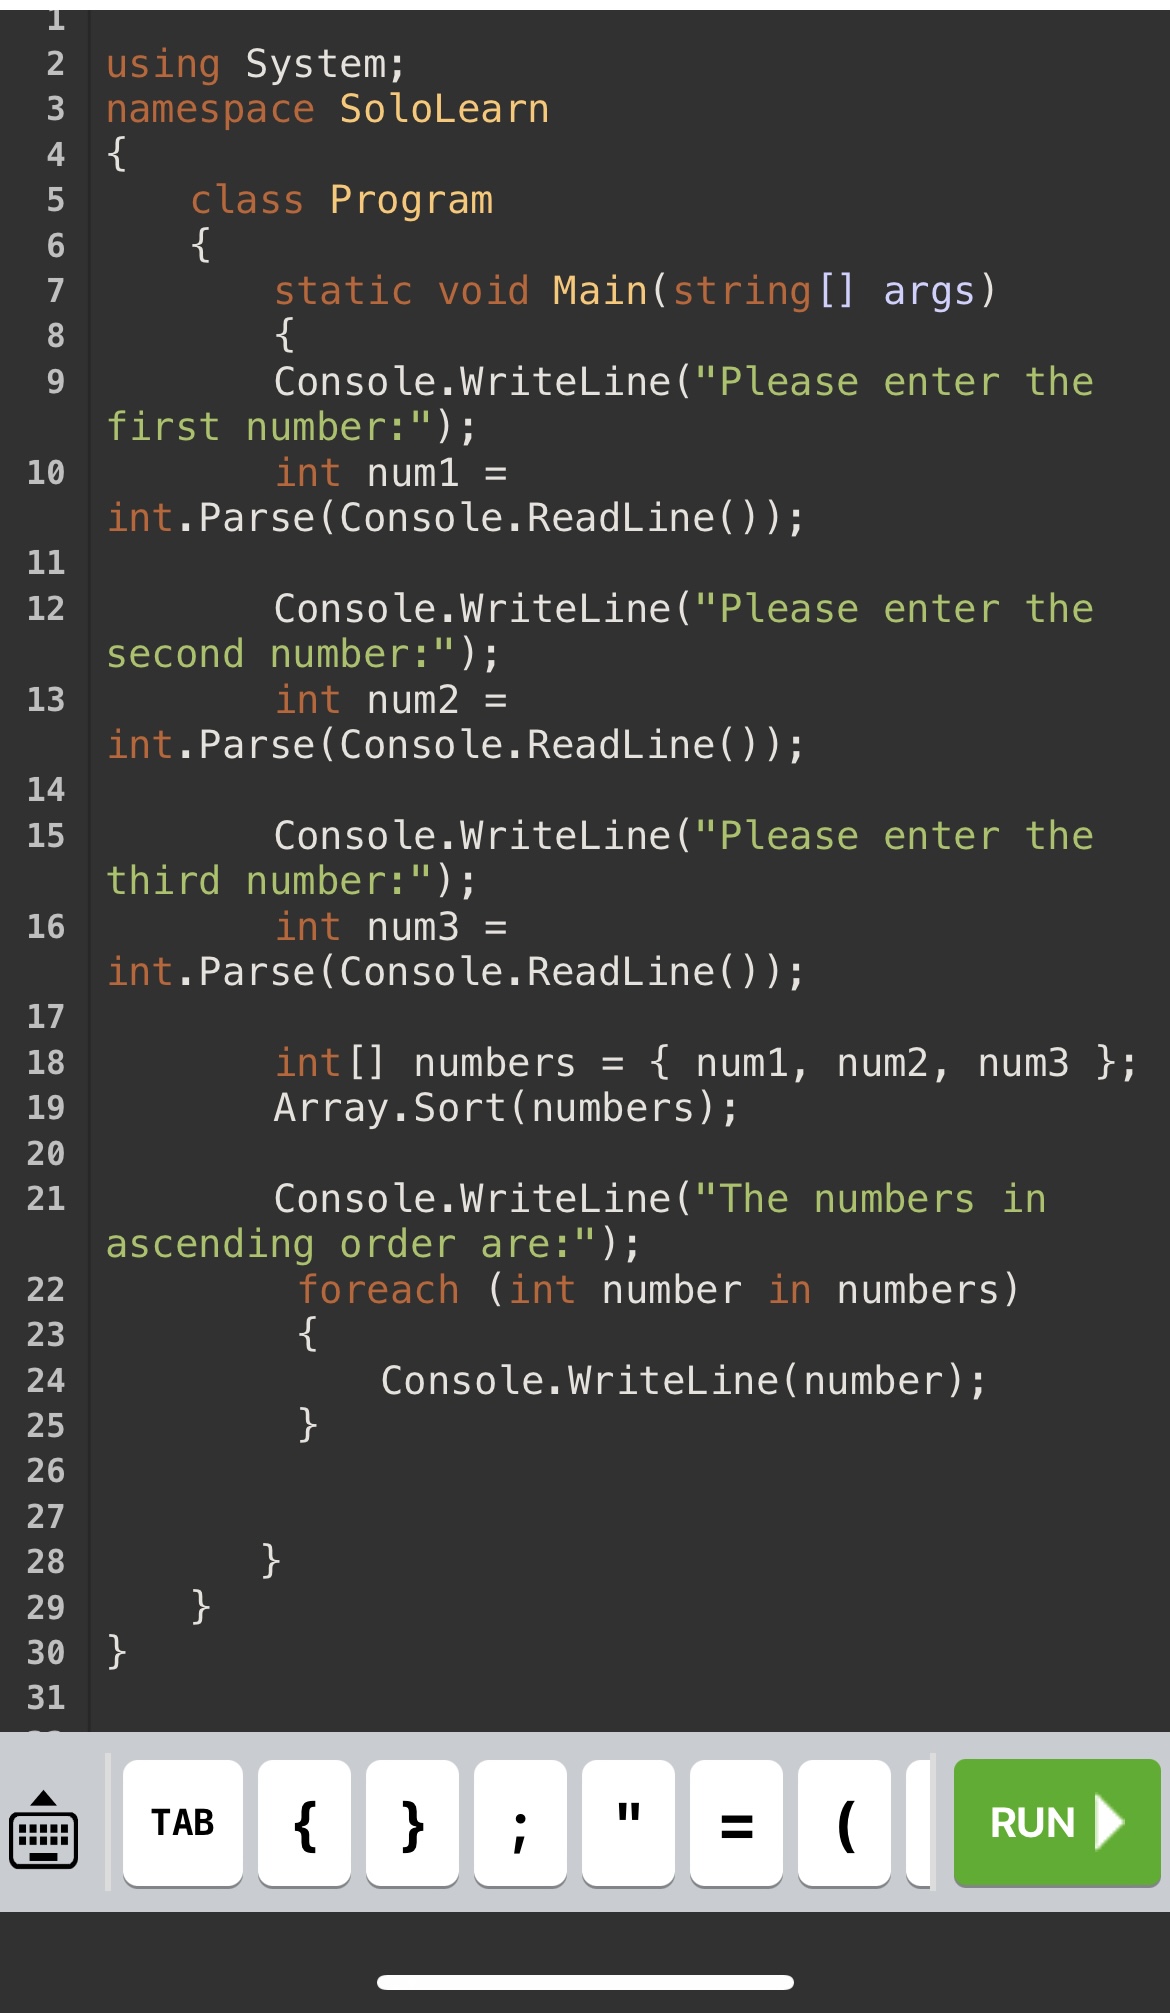 1
2 using System;
3 namespace SoloLearn
4 {
5 class Program
6 {
7 static void Main(string[] args)
8 {
9 Console.WriteLine("Please enter the
first number:");
10 int num1 =
int.Parse(Console.ReadLine());
11
12 Console.WriteLine("Please enter the
second number:");
13 int num2 =
int.Parse(Console.ReadLine());
14
15 Console.WriteLine("Please enter the
third number:");
16 int num3 =
int.Parse(Console.ReadLine());
17
18 int[] numbers = { num1, num2, num3 };
19 Array.Sort(numbers);
20
21 Console.WriteLine("The numbers in
ascending order are:");
22 foreach (int number in numbers)
23 {
24 Console.WriteLine(number);
25 }
26
27
28 }
29 }
30 }
31
TAB { } ; " = ( RUN